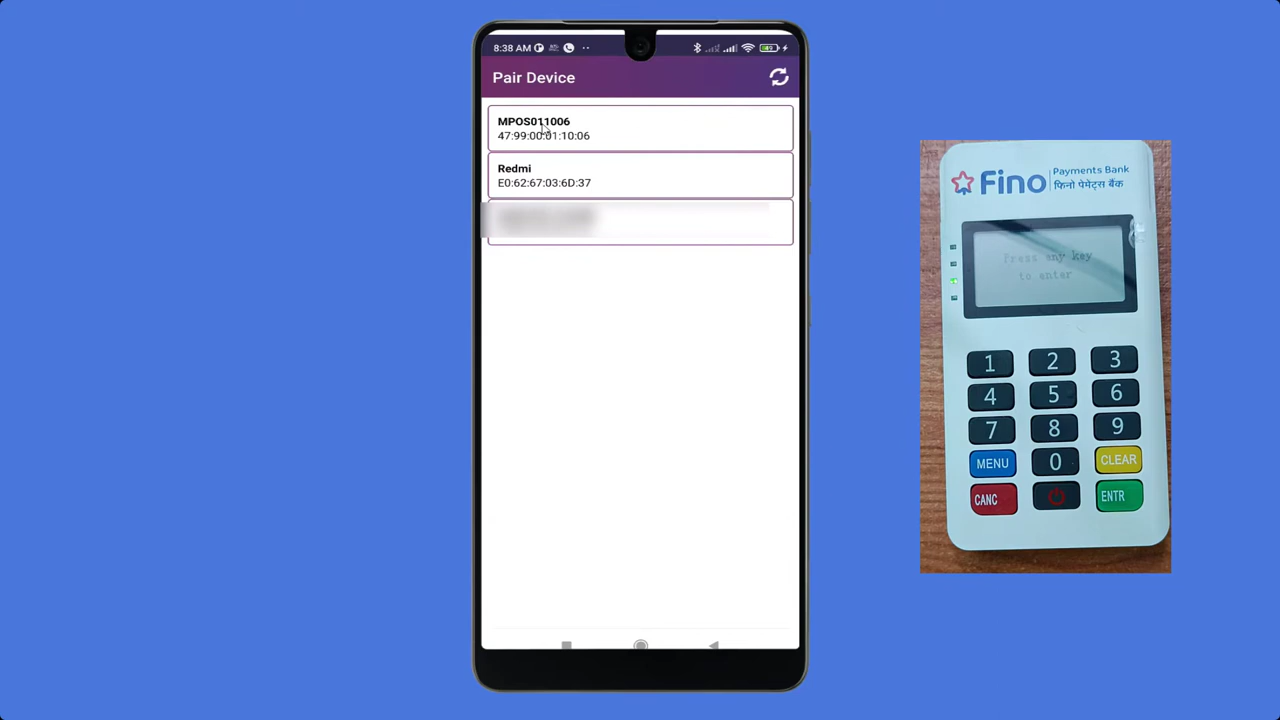 8:38 AM
Pair Device
MPOS011006
47:99:00:01:10:06
Redmi
E0:62:67:03:6D:37
Fino
Payments Bank
फिनो पेमेंट्स बैंक
Press any key
to enter
1 2 3
4 5 6
7 8 9
MENU 0 CLEAR
CANC ENTR